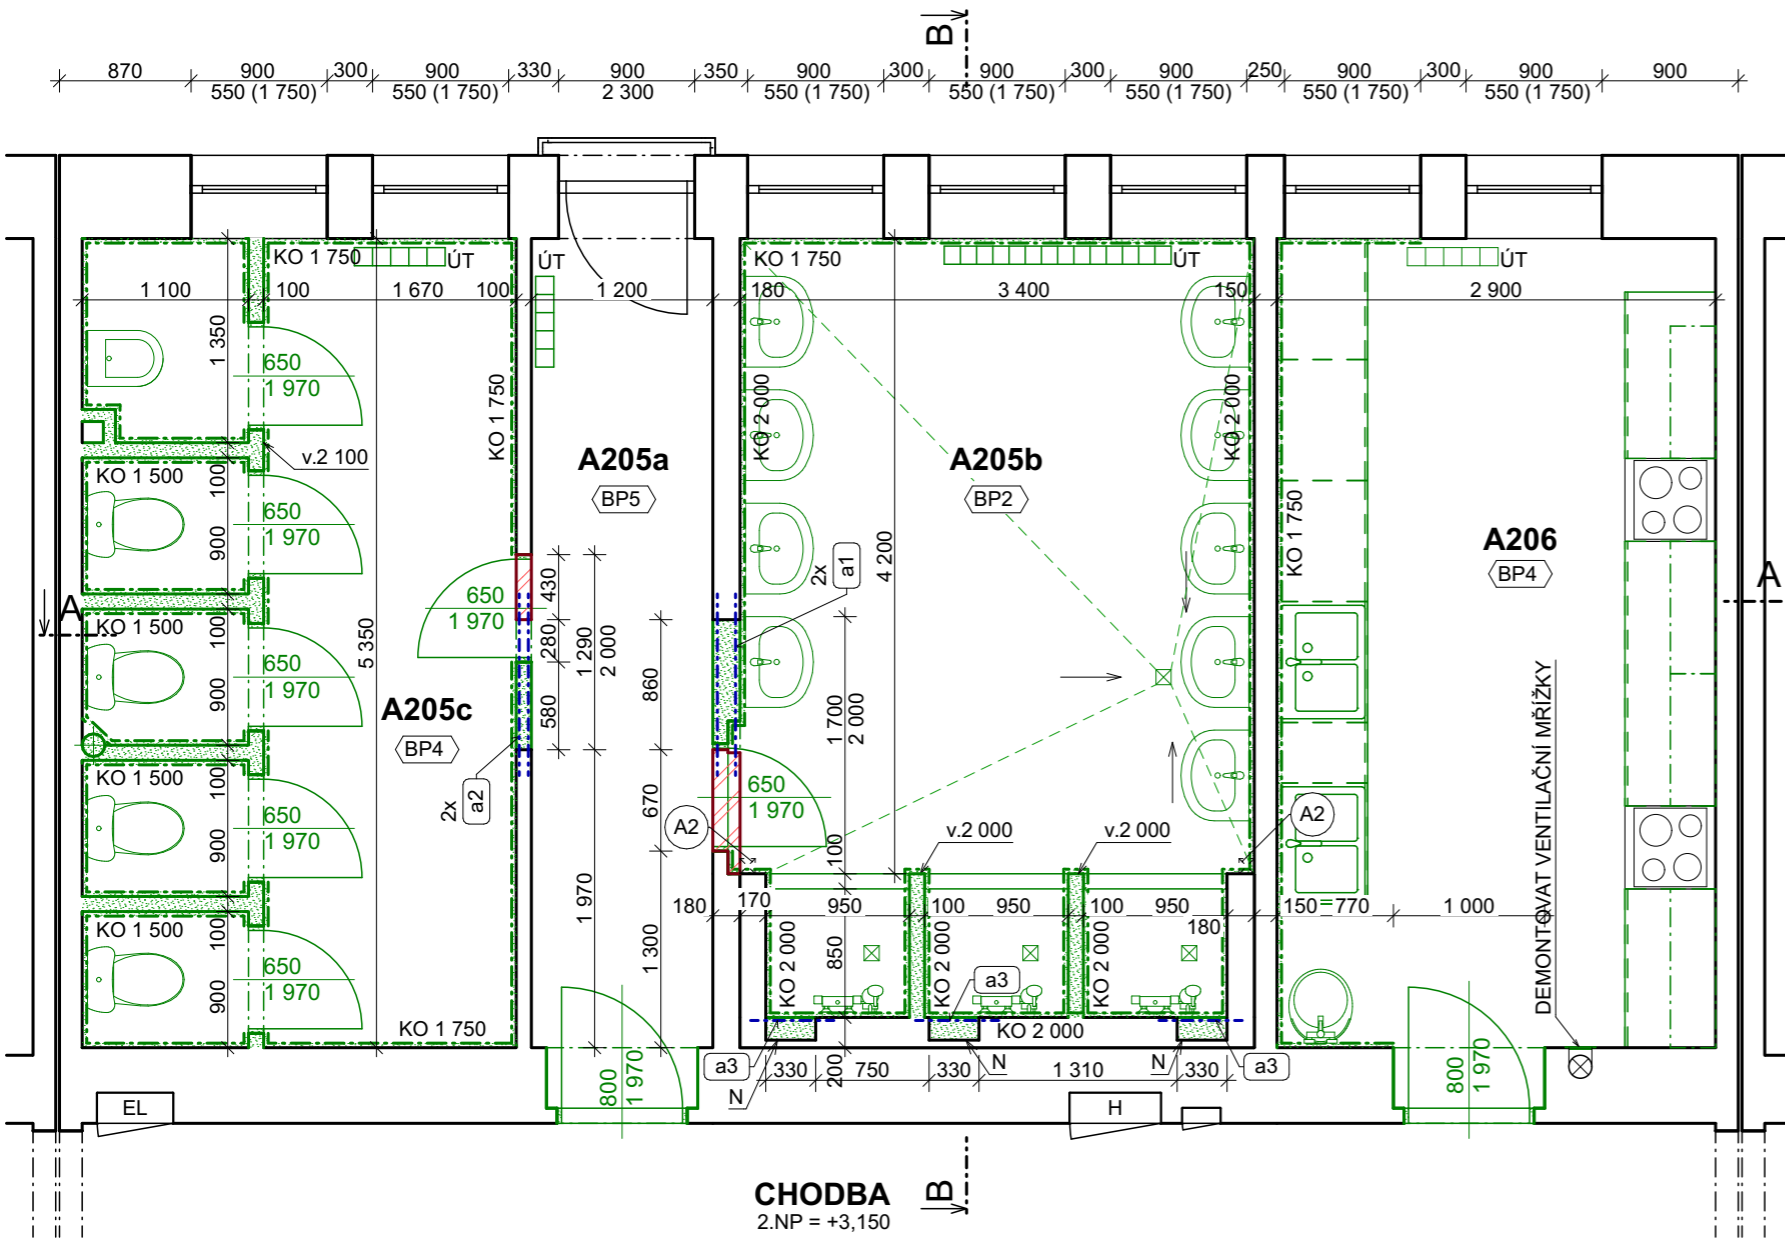 B
870
900
300
900
330
900
350
900
300
900
300
900
250
900
300
900
900
550 (1 750)
550 (1 750)
2 300
550 (1 750)
550 (1 750)
550 (1 750)
550 (1 750)
550 (1 750)
KO 1 750
ÚT
ÚT
KO 1 750
ÚT
ÚT
1 100
100
1 670
100
1 200
180
3 400
150
2 900
1 350
650
1 970
KO 1 750
KO 2 000
KO 2 000
v.2 100
A205a
BP5
A205b
BP2
A206
BP4
KO 1 750
KO 1 500
100
900
650
1 970
2x
a1
4 200
430
280
580
1 290
2 000
650
1 970
A
A
KO 1 500
100
900
650
1 970
5 350
A205c
BP4
860
1 700
2 000
DEMONTOVAT VENTILAČNÍ MŘÍŽKY
KO 1 500
100
900
650
1 970
2x
a2
670
650
1 970
A2
A2
100
v.2 000
v.2 000
1 970
180
170
950
100
950
100
950
180
150
770
1 000
KO 1 500
100
900
650
1 970
1 300
850
KO 2 000
KO 2 000
KO 2 000
a3
KO 1 750
KO 2 000
a3
N
N
N
a3
330
750
330
1 310
330
200
800
1 970
800
1 970
EL
H
CHODBA
2.NP = +3,150
B